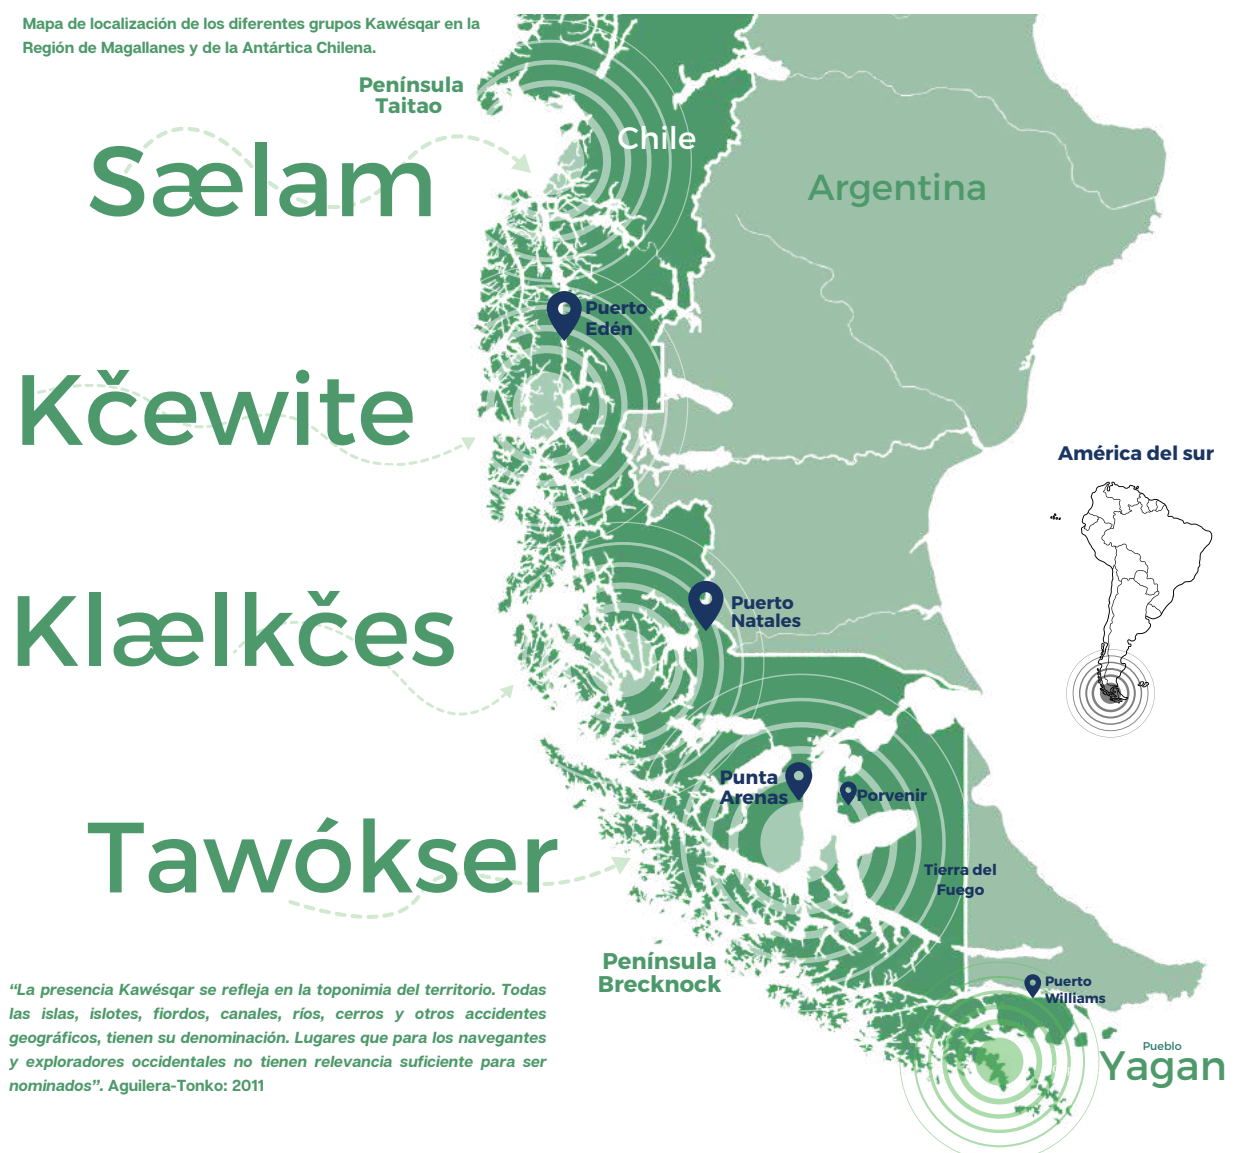 Mapa de localización de los diferentes grupos Kawésqar en la
Región de Magallanes y de la Antártica Chilena.
Península
Taitao
Chile
Argentina
Sælam
Puerto
Edén
Kčewite
América del sur
Klælkčes
Puerto
Natales
Punta
Arenas
Porvenir
Tawókser
Tierra del
Fuego
Península
Brecknock
Puerto
Williams
Pueblo
Yagan
“La presencia Kawésqar se refleja en la toponimia del territorio. Todas
las islas, islotes, fiordos, canales, ríos, cerros y otros accidentes
geográficos, tienen su denominación. Lugares que para los navegantes
y exploradores occidentales no tienen relevancia suficiente para ser
nominados”. Aguilera-Tonko: 2011